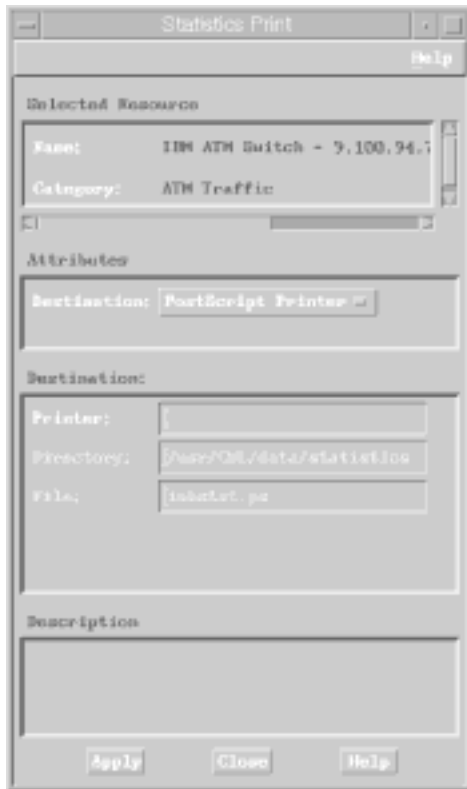 Statistics Print
Help
Selected Resource
Name: IBM ATM Switch - 9.100.94.7
Category: ATM Traffic
Attributes
Destination: PostScript Printer
Destination:
Printer:
Directory: /usr/CML/data/statistics
File:
Description
Apply Close Help